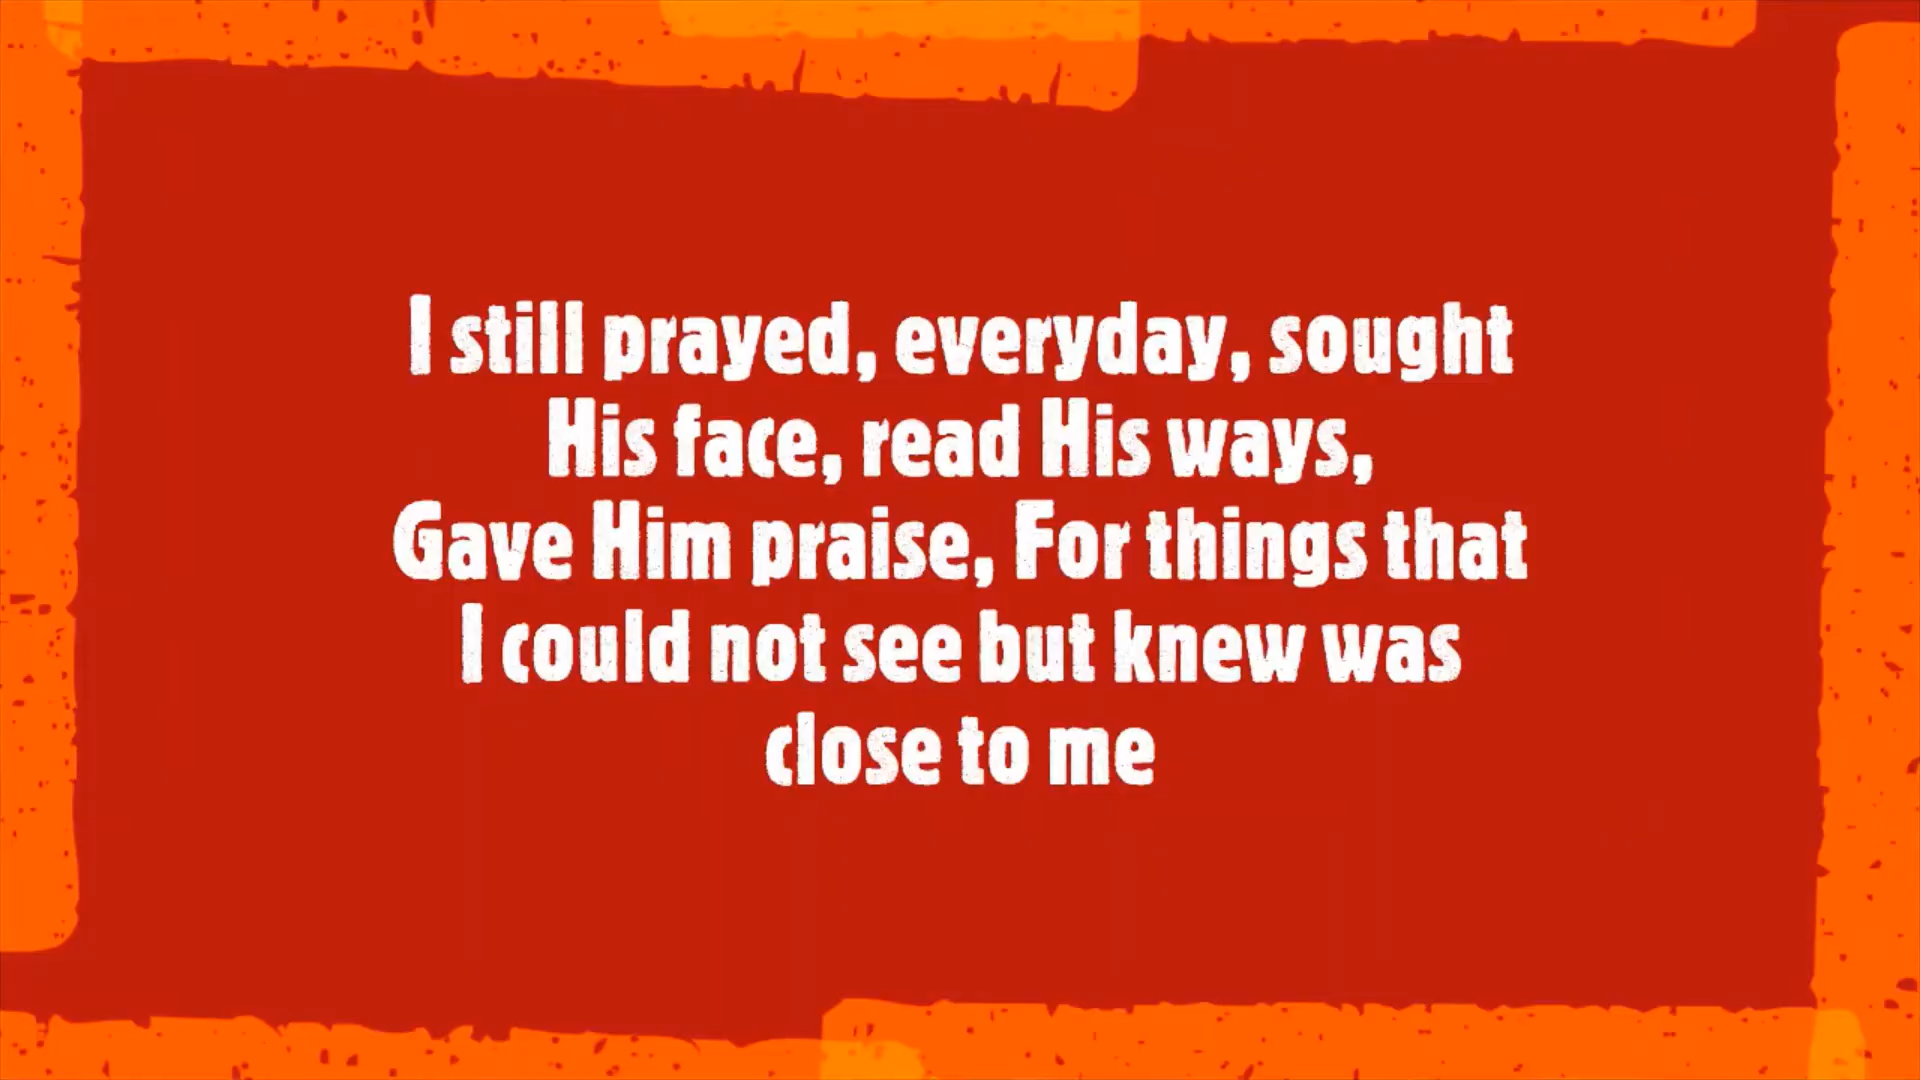 I still prayed, everyday, sought
His face, read His ways,
Gave Him praise, For things that
I could not see but knew was
close to me